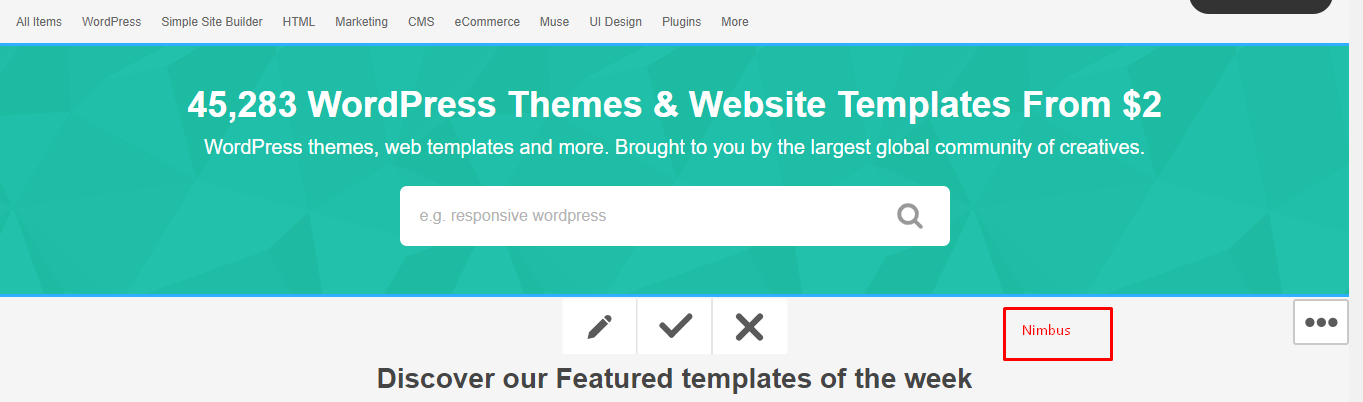 All Items WordPress Simple Site Builder HTML Marketing CMS eCommerce Muse UI Design Plugins More
45,283 WordPress Themes & Website Templates From $2
WordPress themes, web templates and more. Brought to you by the largest global community of creatives.
e.g. responsive wordpress
Nimbus
Discover our Featured templates of the week